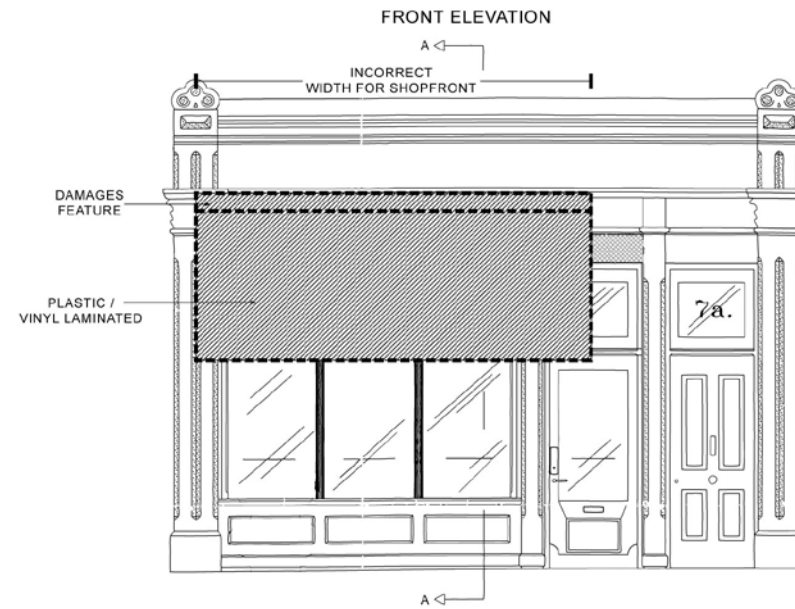 FRONT ELEVATION
A
INCORRECT
WIDTH FOR SHOPFRONT
DAMAGES
FEATURE
PLASTIC /
VINYL LAMINATED
7a.
A